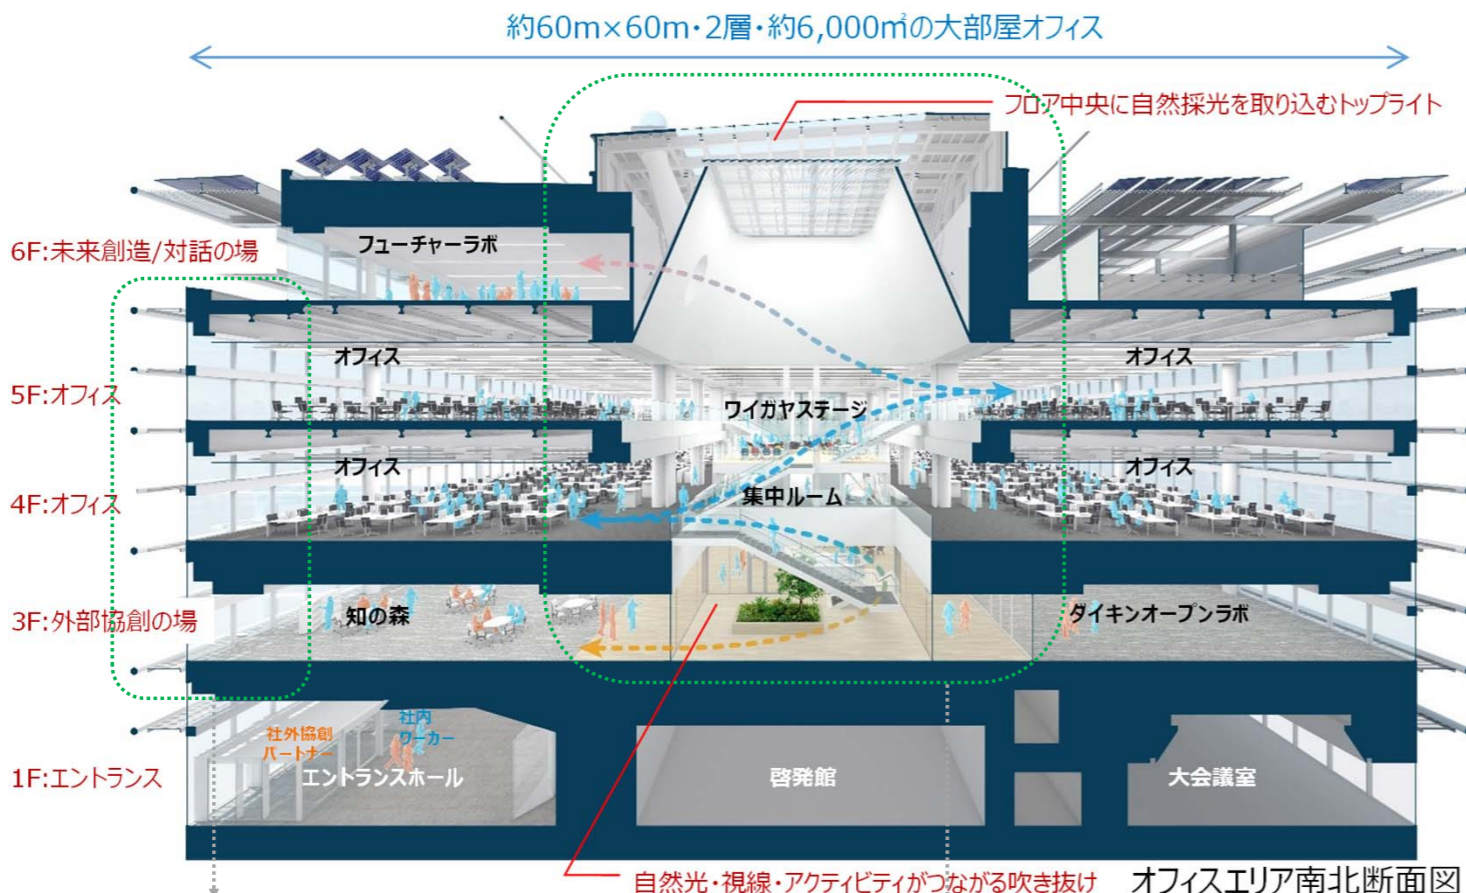 約60m×60m・2層・約6,000㎡の大部屋オフィス
フロア中央に自然採光を取り込むトップライト
6F:未来創造/対話の場
フューチャーラボ
オフィス
オフィス
5F:オフィス
ワイガヤステージ
オフィス
オフィス
4F:オフィス
集中ルーム
3F:外部協創の場
知の森
ダイキンオープンラボ
社外協創
パートナー
社内
ワーカー
1F:エントランス
エントランスホール
啓発館
大会議室
自然光・視線・アクティビティがつながる吹き抜け
オフィスエリア南北断面図